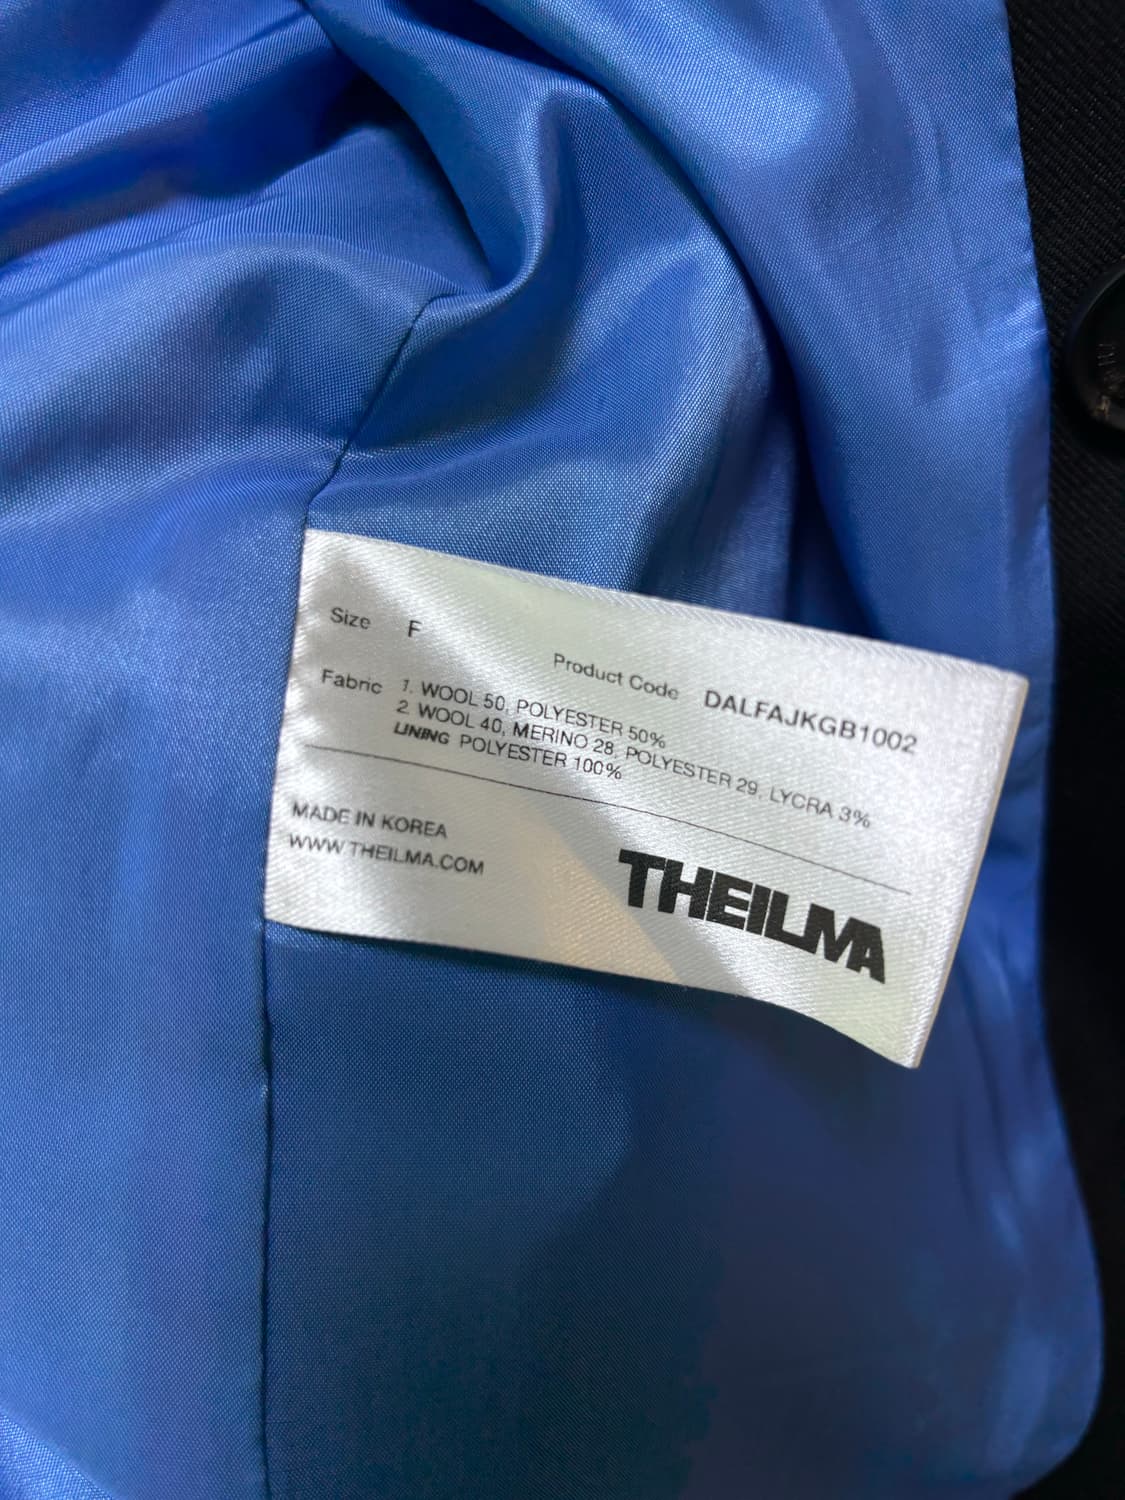 Size F
Product Code DALFAJKGB1002
Fabric 1. WOOL 50, POLYESTER 50%
2. WOOL 40, MERINO 28, POLYESTER 29, LYCRA 3%
LINING POLYESTER 100%
MADE IN KOREA
WWW.THEILMA.COM
THEILMA